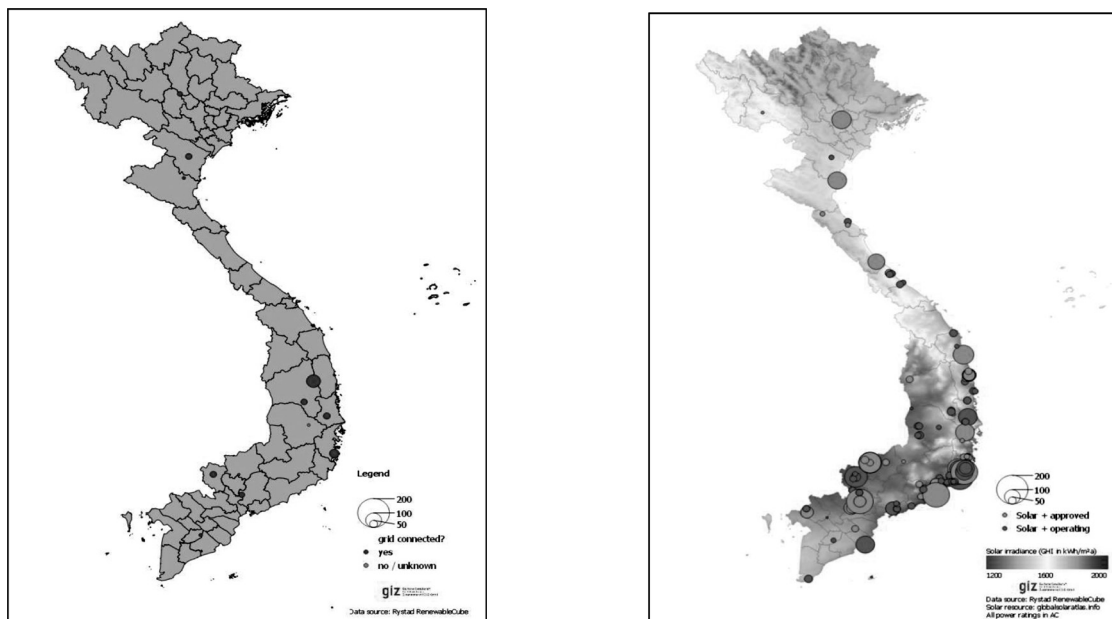 Legend
200
100
50
grid connected?
yes
no / unknown
giz
Data source: Rystad RenewableCube
200
100
50
Solar + approved
Solar + operating
Solar irradiance (GHI in kWh/m²a)
1200 1600 2000
giz
Data source: Rystad RenewableCube
Solar resource: globalsolaratlas.info
All power ratings in AC